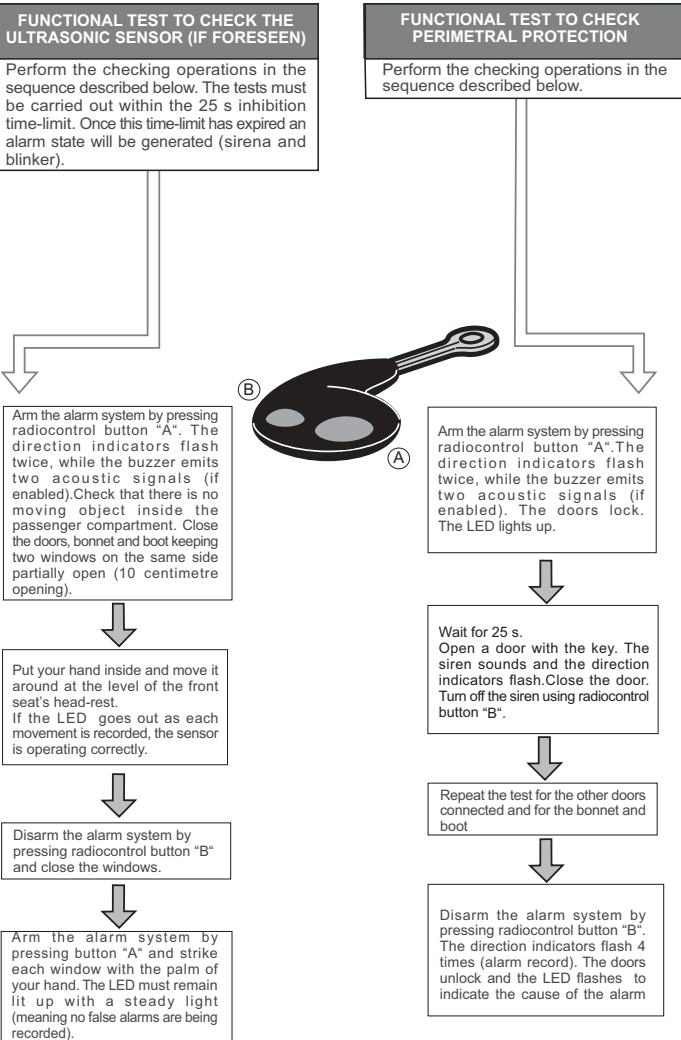 FUNCTIONAL TEST TO CHECK THE
ULTRASONIC SENSOR (IF FORESEEN)
Perform the checking operations in the
sequence described below. The tests must
be carried out within the 25 s inhibition
time-limit. Once this time-limit has expired an
alarm state will be generated (sirena and
blinker).
FUNCTIONAL TEST TO CHECK
PERIMETRAL PROTECTION
Perform the checking operations in the
sequence described below.
B
A
Arm the alarm system by pressing
radiocontrol button “A“. The
direction indicators flash
twice, while the buzzer emits
two acoustic signals (if
enabled).Check that there is no
moving object inside the
passenger compartment. Close
the doors, bonnet and boot keeping
two windows on the same side
partially open (10 centimetre
opening).
Put your hand inside and move it
around at the level of the front
seat’s head-rest.
If the LED goes out as each
movement is recorded, the sensor
is operating correctly.
Disarm the alarm system by
pressing radiocontrol button “B“
and close the windows.
Arm the alarm system by
pressing button “A“ and strike
each window with the palm of
your hand. The LED must remain
lit up with a steady light
(meaning no false alarms are being
recorded).
Arm the alarm system by pressing
radiocontrol button “A“.The
direction indicators flash
twice, while the buzzer emits
two acoustic signals (if
enabled). The doors lock.
The LED lights up.
Wait for 25 s.
Open a door with the key. The
siren sounds and the direction
indicators flash.Close the door.
Turn off the siren using radiocontrol
button “B“.
Repeat the test for the other doors
connected and for the bonnet and
boot
Disarm the alarm system by
pressing radiocontrol button “B“.
The direction indicators flash 4
times (alarm record). The doors
unlock and the LED flashes to
indicate the cause of the alarm